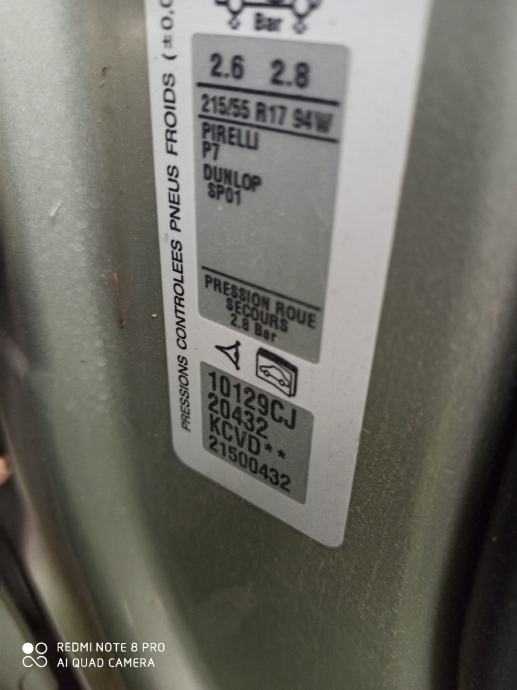 Bar
2.6 2.8
215/55 R17 94W
PIRELLI
P7
DUNLOP
SP01
PRESSION ROUE
SECOURS
2.8 Bar
PRESSIONS CONTROLEES PNEUS FROIDS (±0,
10129CJ
20432
KCVD**
21500432
REDMI NOTE 8 PRO
AI QUAD CAMERA